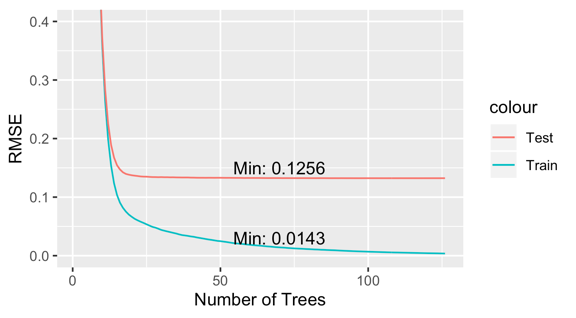 0.4
0.3
0.2
0.1
0.0
RMSE
Min: 0.1256
Min: 0.0143
0 50 100
Number of Trees
colour
Test
Train